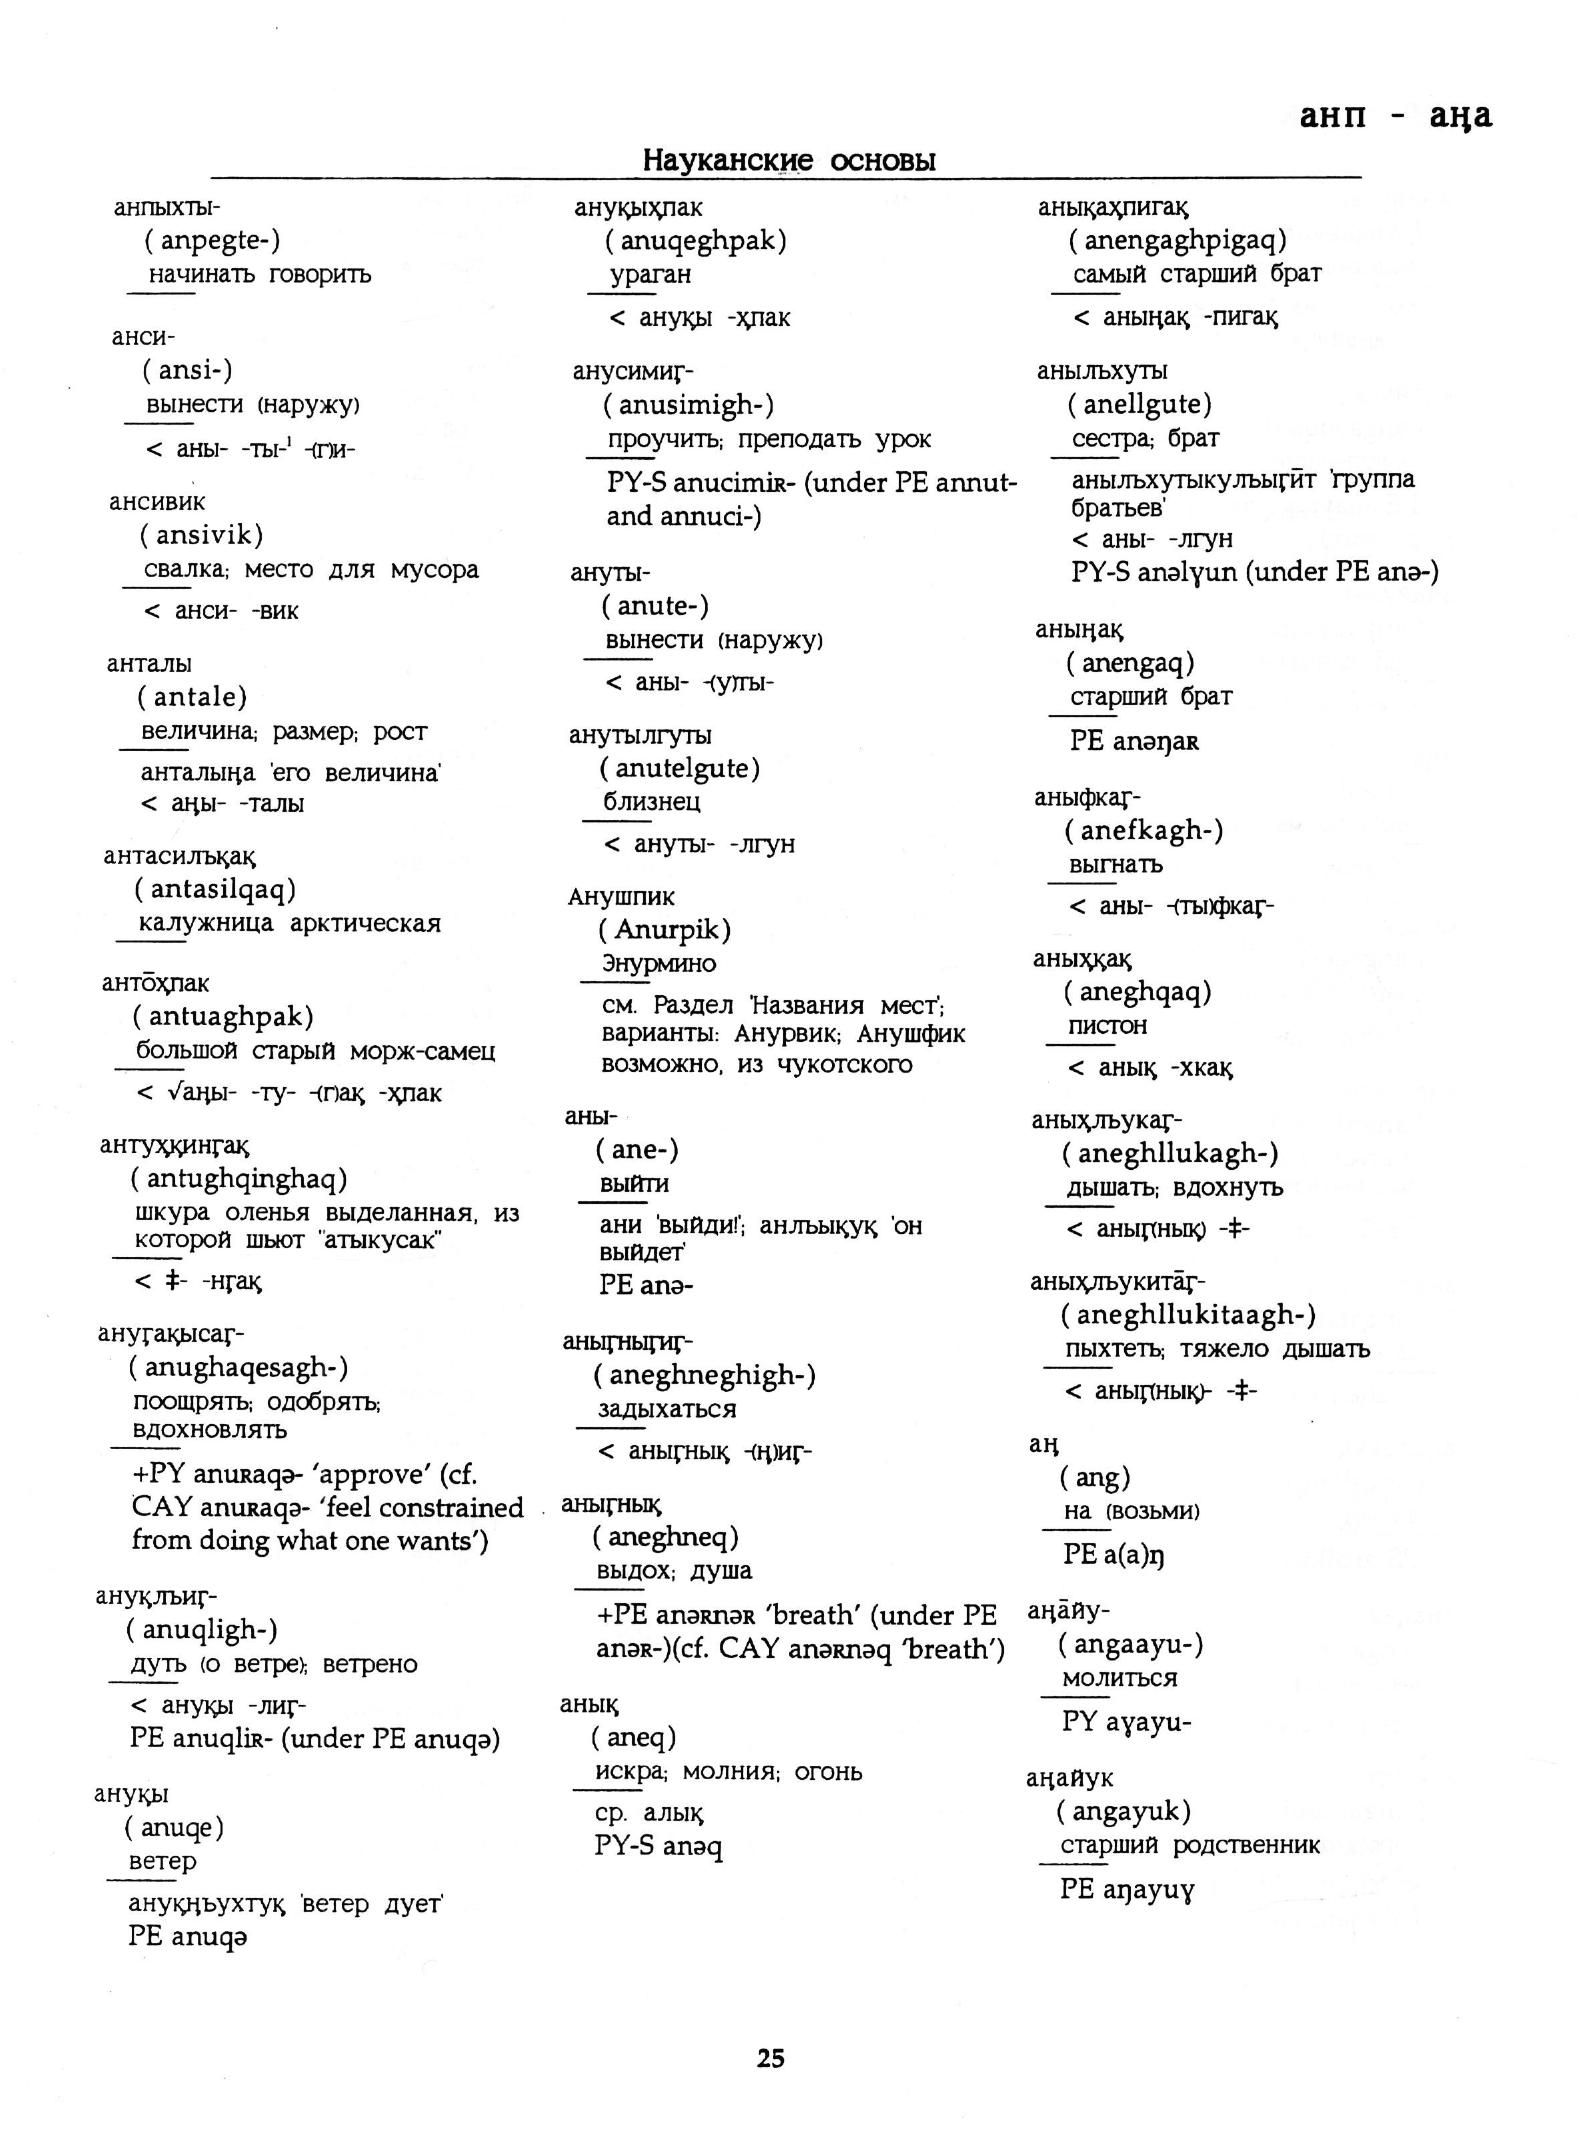 анп - аӊа
Науканские основы
анпыхты-
( anpegte-)
начинать говорить
анси-
( ansi-)
вынести (наружу)
< аны- -ты-¹ -(г)и-
ансивик
( ansivik)
свалка; место для мусора
< анси- -вик
анталы
( antale)
величина; размер; рост
анталыӊа 'его величина'
< аӊы- -талы
антасилъқақ
( antasilqaq)
калужница арктическая
антӯҳпак
( antuaghpak)
большой старый морж-самец
< √аӊы- -ту- -(г)ақ -ҳпак
антуҳқинӷақ
( antughqinghaq)
шкура оленья выделанная, из
которой шьют "атыкусак"
< ‡- -нӷақ
ануӷақысаӷ-
( anughaqesagh-)
поощрять; одобрять;
вдохновлять
+PY anuʀaqə- 'approve' (cf.
CAY anuʀaqə- 'feel constrained
from doing what one wants')
ануқлъиӷ-
( anuqligh-)
дуть (о ветре); ветрено
< ануқы -лиӷ-
PE anuqliʀ- (under PE anuqə)
ануқы
( anuqe)
ветер
ануқӊъухтуқ 'ветер дует'
PE anuqə
ануқыҳпак
( anuqeghpak)
ураган
< ануқы -ҳпак
анусимиӷ-
( anusimigh-)
проучить; преподать урок
PY-S anucimiʀ- (under PE annut-
and annuci-)
ануты-
( anute-)
вынести (наружу)
< аны- -(у)ты-
анутылгуты
( anutelgute)
близнец
< ануты- -лгун
Анушпик
( Anurpik)
Энурмино
см. Раздел 'Названия мест';
варианты: Анурвик; Анушфик
возможно, из чукотского
аны-
( ane-)
выйти
ани 'выйди!'; анлъықуқ 'он
выйдет'
PE anə-
аныӷныӷиӷ-
( aneghneghigh-)
задыхаться
< аныӷнық -(ӊ)иӷ-
аныӷнық
( aneghneq)
выдох; душа
+PE anəʀnəʀ 'breath' (under PE
anəʀ-)(cf. CAY anəʀnəq 'breath')
анық
( aneq)
искра; молния; огонь
ср. алық
PY-S anəq
анықаҳпигақ
( anengaghpigaq)
самый старший брат
< аныӊақ -пигақ
анылъхуты
( anellgute)
сестра; брат
анылъхутыкулъыӷӣт 'группа
братьев'
< аны- -лгун
PY-S anəlɣun (under PE anə-)
аныӊақ
( anengaq)
старший брат
PE anəŋaʀ
аныфкаӷ-
( anefkagh-)
выгнать
< аны- -(ты)фкаӷ-
аныҳқақ
( aneghqaq)
пистон
< анық -хкақ
аныҳлъукаӷ-
( aneghllukagh-)
дышать; вдохнуть
< аныӷ(нық) -‡-
аныҳлъукитāӷ-
( aneghllukitaagh-)
пыхтеть; тяжело дышать
< аныӷ(нық)- -‡-
аӊ
( ang)
на (возьми)
PE a(a)ŋ
аӊāйу-
( angaayu-)
молиться
PY aɣayu-
аӊайук
( angayuk)
старший родственник
PE aŋayuɣ
25